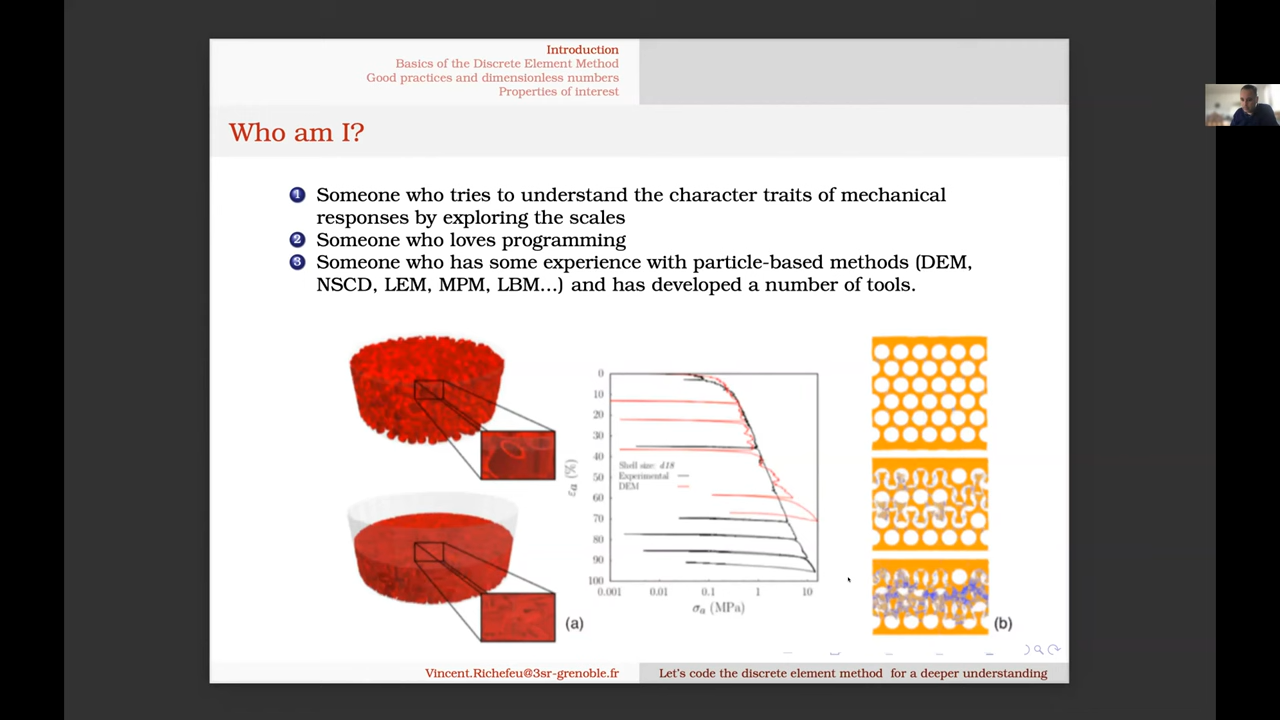 Introduction
Basics of the Discrete Element Method
Good practices and dimensionless numbers
Properties of interest
Who am I?
1 Someone who tries to understand the character traits of mechanical
responses by exploring the scales
2 Someone who loves programming
3 Someone who has some experience with particle-based methods (DEM,
NSCD, LEM, MPM, LBM...) and has developed a number of tools.
0
10
20
30
40
50
60
70
80
90
100
εa (%)
Shell size: d18
Experimental
DEM
0.001 0.01 0.1 1 10
σa (MPa)
(a)
(b)
Vincent.Richefeu@3sr-grenoble.fr
Let's code the discrete element method for a deeper understanding